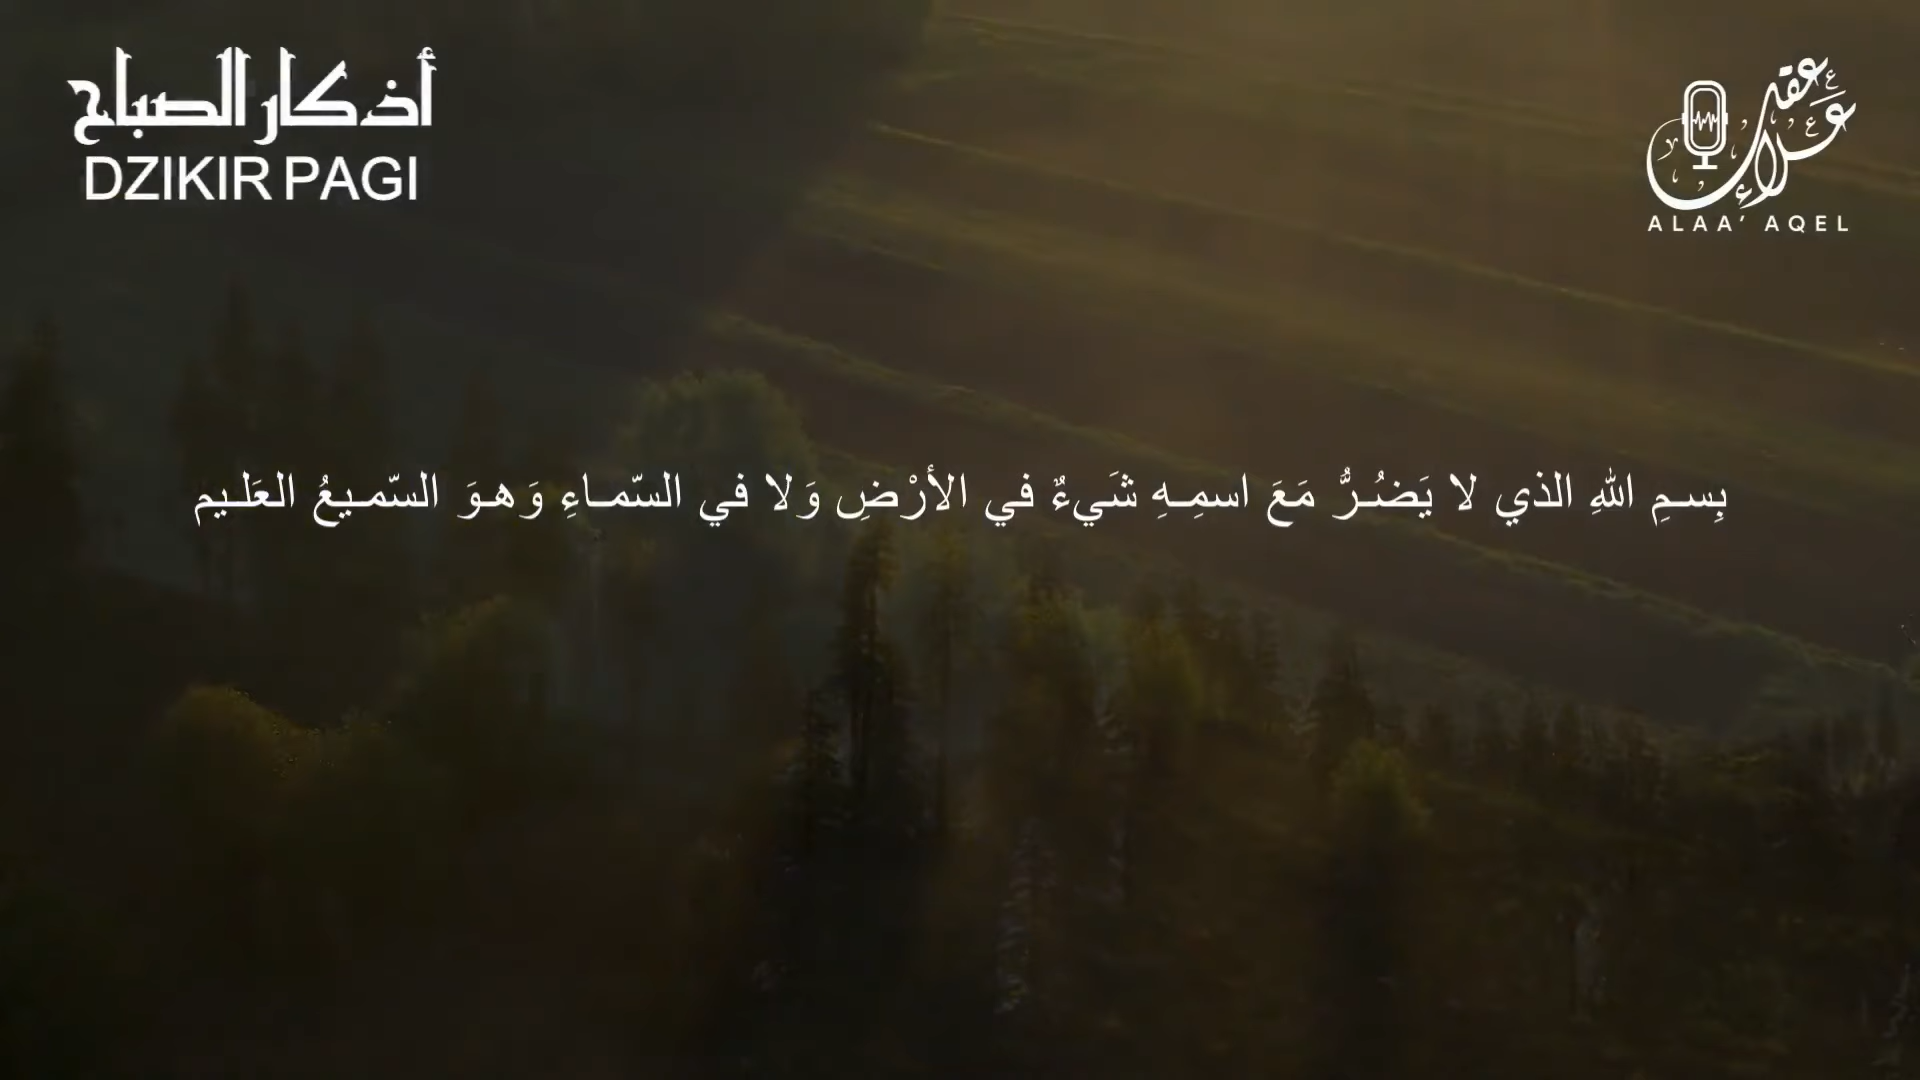 أذكار الصباح
DZIKIR PAGI
علاء عقل
ALAA' AQEL
بِسـمِ اللهِ الذي لا يَضـُرُّ مَعَ اسمِـهِ شَيءٌ في الأرْضِ وَلا في السّمـاءِ وَهـوَ السّمـيعُ العَلـيم